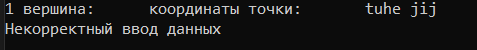 1 вершина: координаты точки: tuhe jij
Некорректный ввод данных